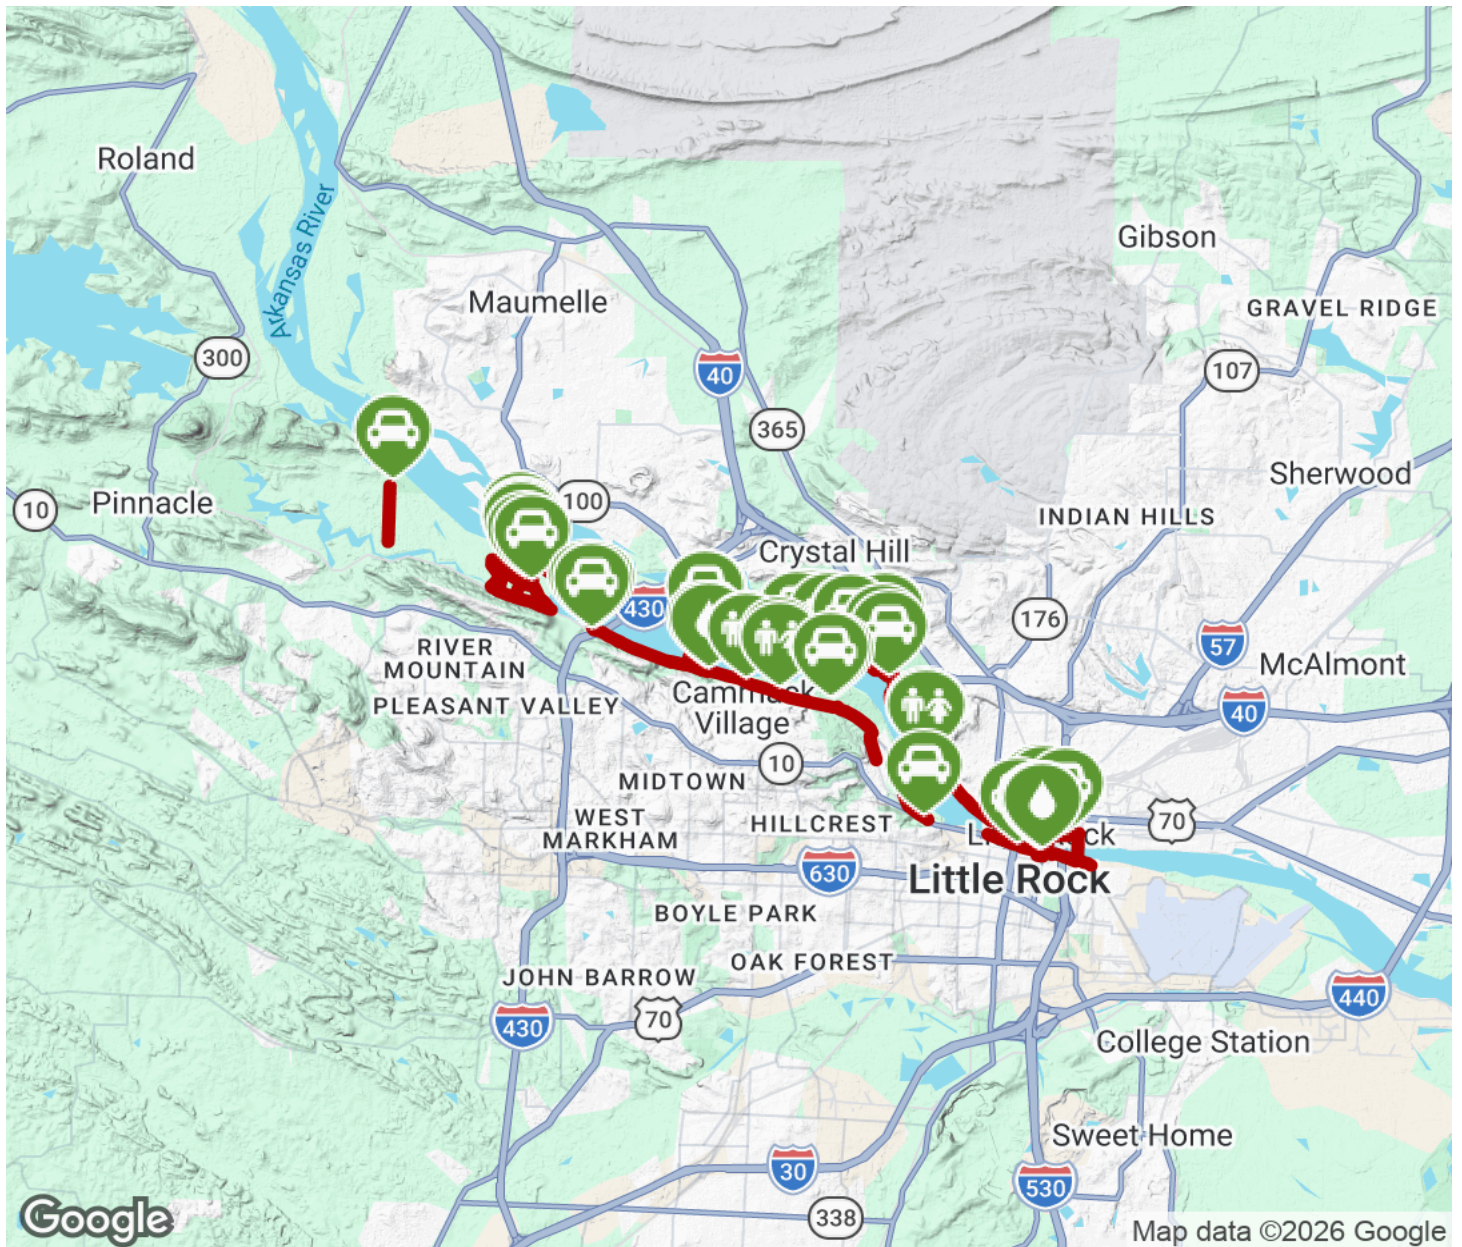 Roland
Arkansas River
Gibson
Maumelle
GRAVEL RIDGE
300
40
107
365
Sherwood
10
Pinnacle
100
INDIAN HILLS
Crystal Hill
430
176
57
RIVER
MOUNTAIN
McAlmont
PLEASANT VALLEY
Cammack
Village
40
10
MIDTOWN
WEST
MARKHAM
HILLCREST
70
Little Rock
630
BOYLE PARK
OAK FOREST
JOHN BARROW
430
70
440
College Station
Sweet Home
30
530
338
Google
Map data ©2026 Google